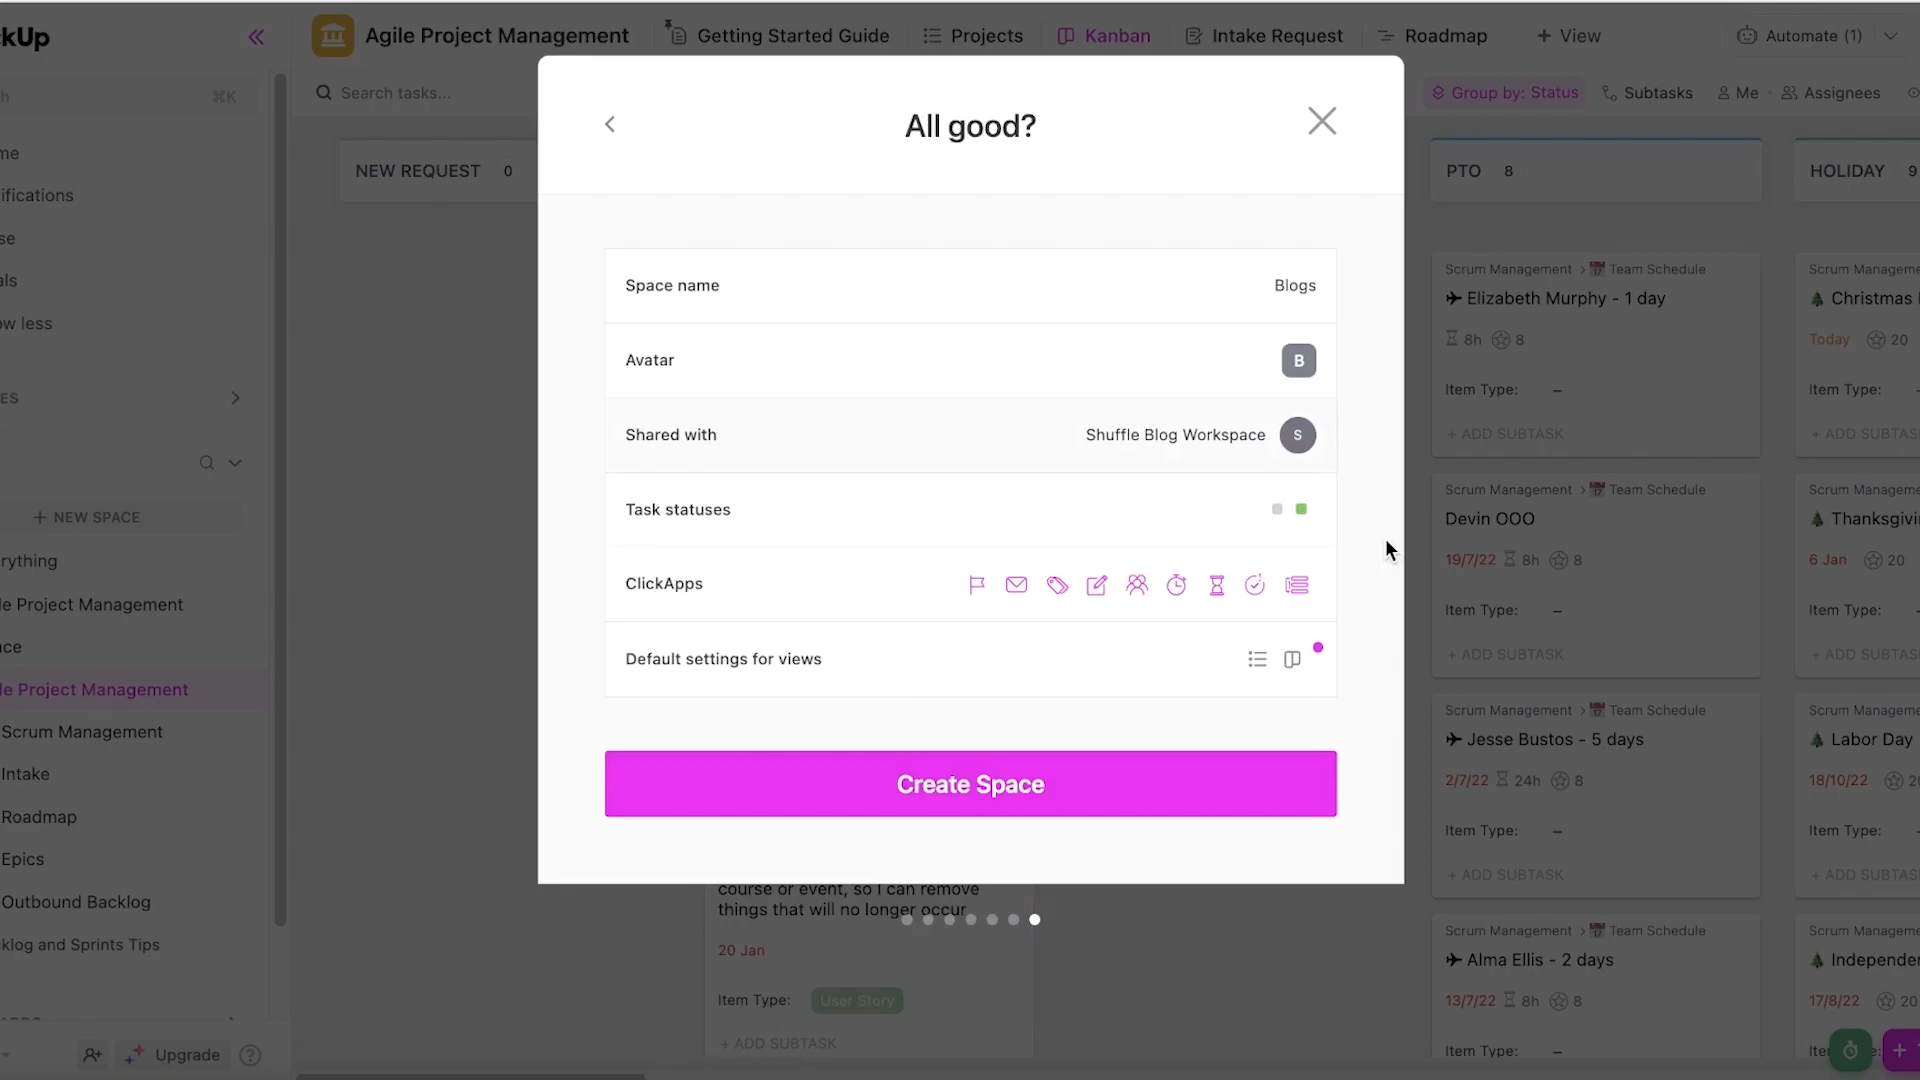 kUp
Agile Project Management
Getting Started Guide
Projects
Kanban
Intake Request
Roadmap
+ View
Automate (1)
⌘K
Search tasks...
Group by: Status
Subtasks
Me
Assignees
All good?
NEW REQUEST 0
PTO 8
HOLIDAY 9
me
ifications
se
als
ow less
ES
+ NEW SPACE
rything
le Project Management
ce
le Project Management
Scrum Management
Intake
Roadmap
Epics
Outbound Backlog
klog and Sprints Tips
Upgrade
?
Space name Blogs
Avatar B
Shared with Shuffle Blog Workspace S
Task statuses
ClickApps
Default settings for views
Create Space
course or event, so I can remove
things that will no longer occur
20 Jan
Item Type: User Story
+ ADD SUBTASK
Scrum Management > Team Schedule
Elizabeth Murphy - 1 day
8h 8
Item Type: –
+ ADD SUBTASK
Scrum Management > Team Schedule
Devin OOO
19/7/22 8h 8
Item Type: –
+ ADD SUBTASK
Scrum Management > Team Schedule
Jesse Bustos - 5 days
2/7/22 24h 8
Item Type: –
+ ADD SUBTASK
Scrum Management > Team Schedule
Alma Ellis - 2 days
13/7/22 8h 8
Item Type: –
Scrum Manageme
Christmas
Today 20
Item Type:
+ ADD SUBTAS
Scrum Manageme
Thanksgivi
6 Jan 20
Item Type:
+ ADD SUBTAS
Scrum Manageme
Labor Day
18/10/22 20
Item Type:
+ ADD SUBTAS
Scrum Manageme
Independe
17/8/22 20
Ite